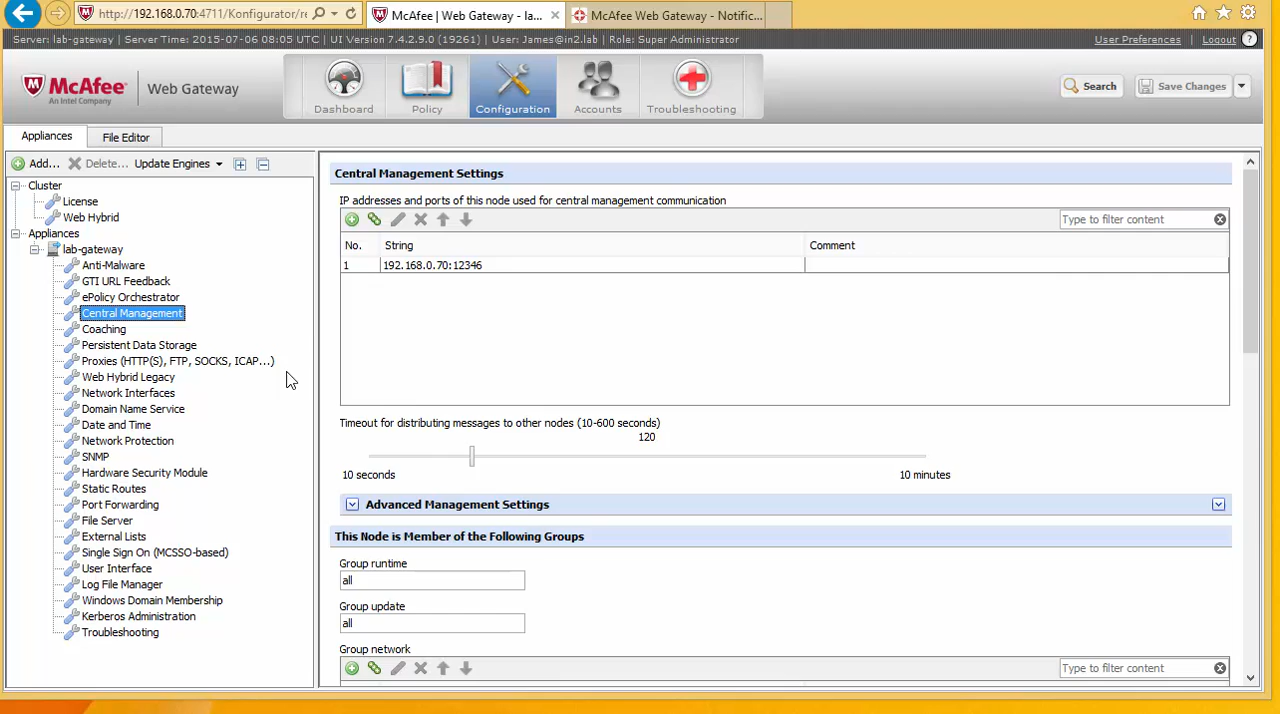 http://192.168.0.70:4711/Konfigurator/re
McAfee | Web Gateway - la...
McAfee Web Gateway - Notific...
Server: lab-gateway | Server Time: 2015-07-06 08:05 UTC | UI Version 7.4.2.9.0 (19261) | User: James@in2.lab | Role: Super Administrator
User Preferences | Logout ?
McAfee
An Intel Company
Web Gateway
Dashboard
Policy
Configuration
Accounts
Troubleshooting
Search
Save Changes
Appliances
File Editor
Add...
Delete...
Update Engines
Cluster
License
Web Hybrid
Appliances
lab-gateway
Anti-Malware
GTI URL Feedback
ePolicy Orchestrator
Central Management
Coaching
Persistent Data Storage
Proxies (HTTP(S), FTP, SOCKS, ICAP...)
Web Hybrid Legacy
Network Interfaces
Domain Name Service
Date and Time
Network Protection
SNMP
Hardware Security Module
Static Routes
Port Forwarding
File Server
External Lists
Single Sign On (MCSSO-based)
User Interface
Log File Manager
Windows Domain Membership
Kerberos Administration
Troubleshooting
Central Management Settings
IP addresses and ports of this node used for central management communication
Type to filter content
No. String Comment
1 192.168.0.70:12346
Timeout for distributing messages to other nodes (10-600 seconds)
120
10 seconds 10 minutes
Advanced Management Settings
This Node is Member of the Following Groups
Group runtime
all
Group update
all
Group network
Type to filter content